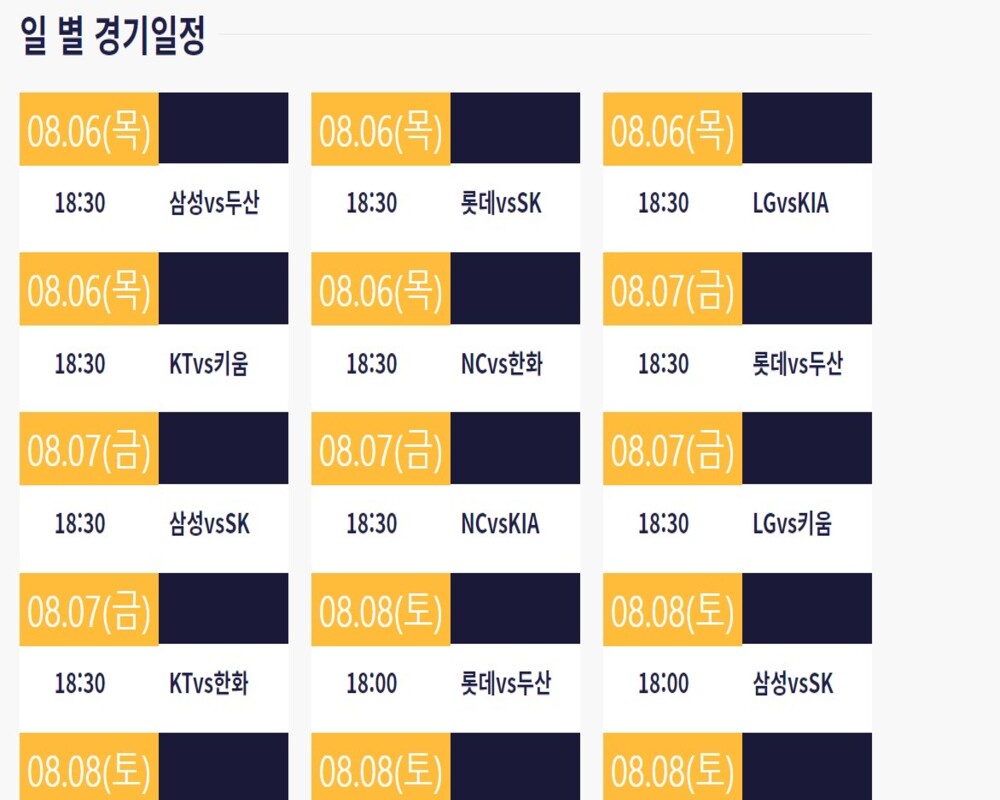 일 별 경기일정
08.06(목) 08.06(목) 08.06(목)
18:30 삼성vs두산 18:30 롯데vsSK 18:30 LGvsKIA
08.06(목) 08.06(목) 08.07(금)
18:30 KTvs키움 18:30 NCvs한화 18:30 롯데vs두산
08.07(금) 08.07(금) 08.07(금)
18:30 삼성vsSK 18:30 NCvsKIA 18:30 LGvs키움
08.07(금) 08.08(토) 08.08(토)
18:30 KTvs한화 18:00 롯데vs두산 18:00 삼성vsSK
08.08(토) 08.08(토) 08.08(토)